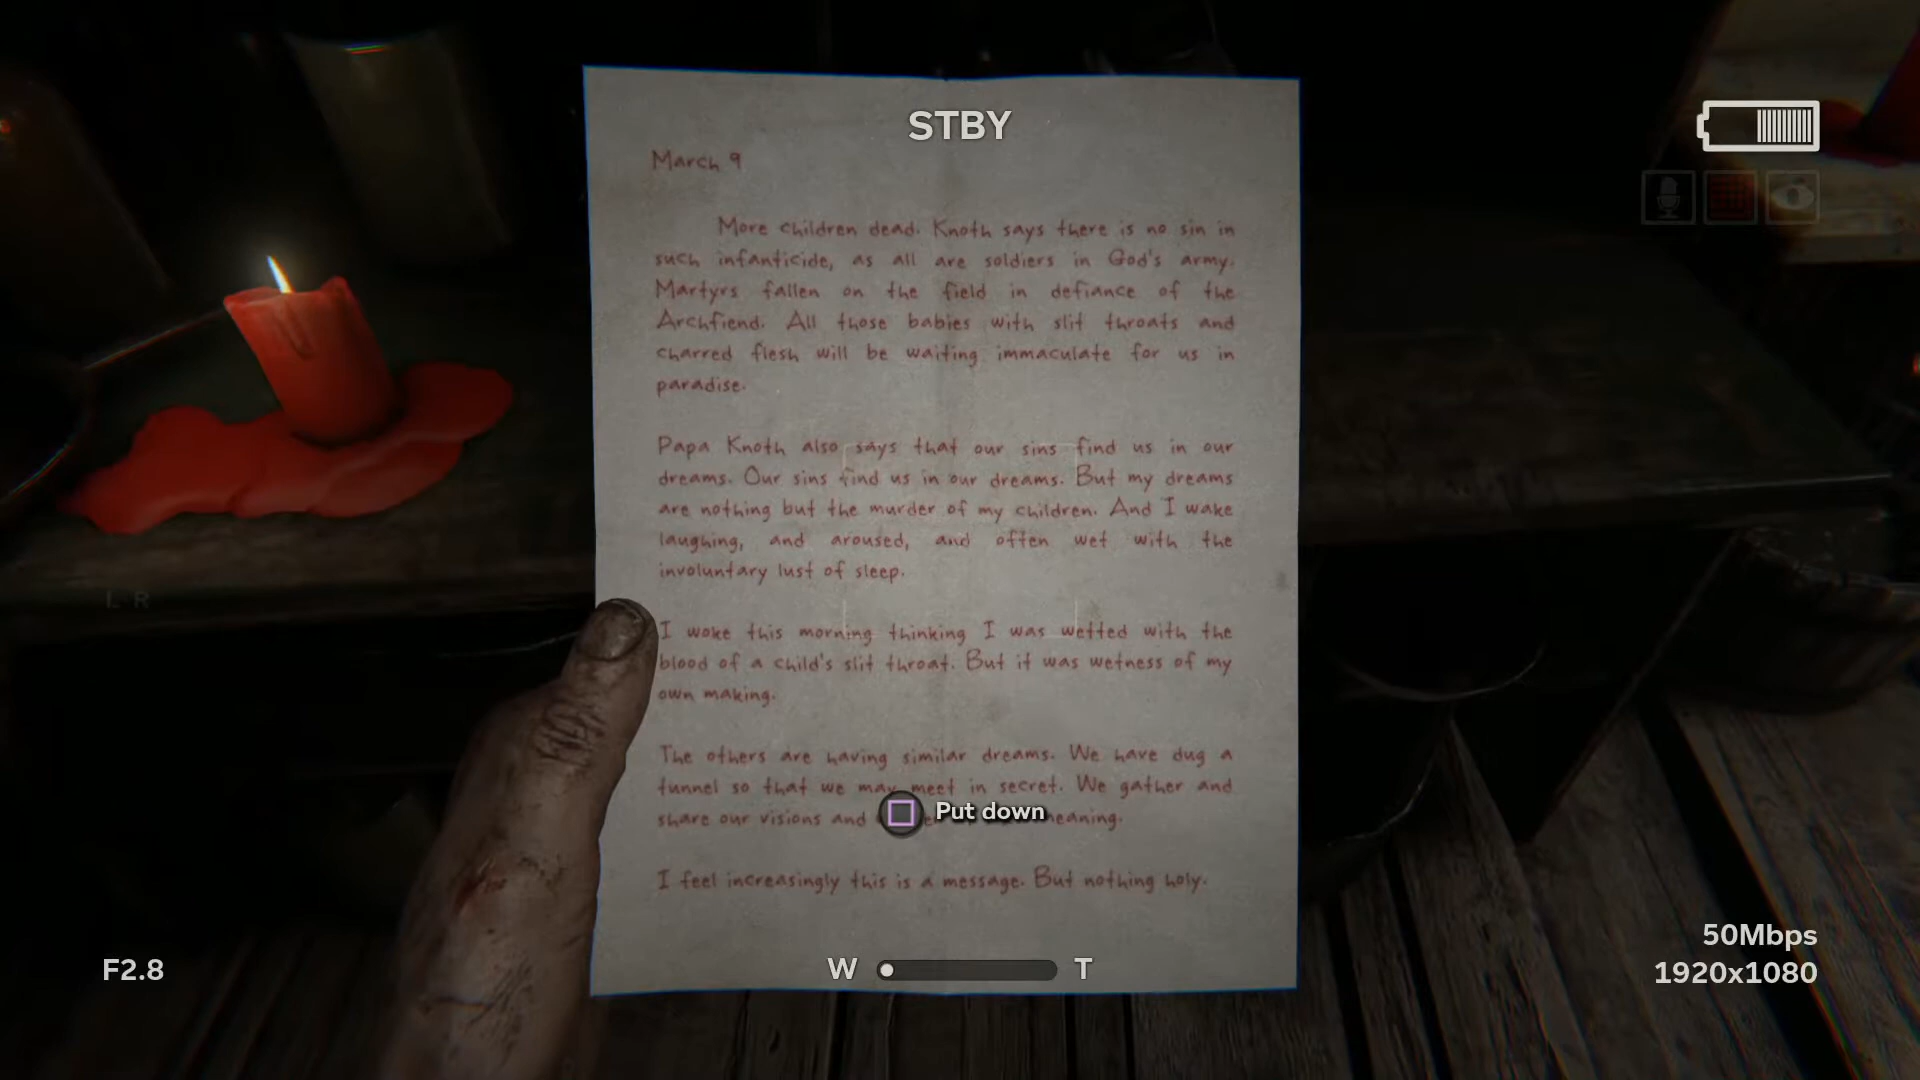 STBY
March 9
More children dead. Knoth says there is no sin in
such infanticide, as all are soldiers in God's army.
Martyrs fallen on the field in defiance of the
Archfiend. All those babies with slit throats and
charred flesh will be waiting immaculate for us in
paradise.
Papa Knoth also says that our sins find us in our
dreams. Our sins find us in our dreams. But my dreams
are nothing but the murder of my children. And I wake
laughing, and aroused, and often wet with the
involuntary lust of sleep.
I woke this morning thinking I was wetted with the
blood of a child's slit throat. But it was wetness of my
own making.
The others are having similar dreams. We have dug a
tunnel so that we may meet in secret. We gather and
share our visions and meaning.
Put down
I feel increasingly this is a message. But nothing holy.
L R
F2.8
W T
50Mbps
1920x1080